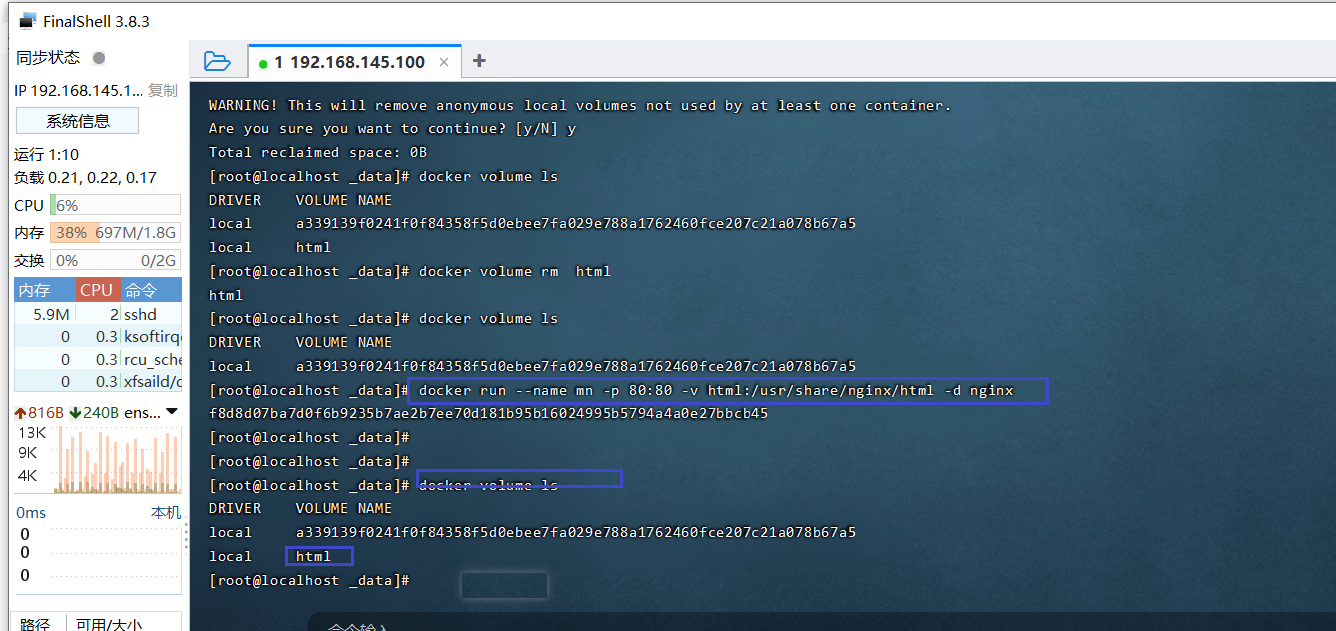 FinalShell 3.8.3
同步状态
IP 192.168.145.1... 复制
系统信息
运行 1:10
负载 0.21, 0.22, 0.17
CPU 6%
内存 38% 697M/1.8G
交换 0% 0/2G
内存 CPU 命令
5.9M 2 sshd
0 0.3 ksoftirq
0 0.3 rcu_sche
0 0.3 xfsaild/d
816B 240B ens...
13K
9K
4K
0ms 本机
0
0
0
路径 可用/大小
1 192.168.145.100
WARNING! This will remove anonymous local volumes not used by at least one container.
Are you sure you want to continue? [y/N] y
Total reclaimed space: 0B
[root@localhost _data]# docker volume ls
DRIVER VOLUME NAME
local a339139f0241f0f84358f5d0ebee7fa029e788a1762460fce207c21a078b67a5
local html
[root@localhost _data]# docker volume rm  html
html
[root@localhost _data]# docker volume ls
DRIVER VOLUME NAME
local a339139f0241f0f84358f5d0ebee7fa029e788a1762460fce207c21a078b67a5
[root@localhost _data]# docker run --name mn -p 80:80 -v html:/usr/share/nginx/html -d nginx
f8d8d07ba7d0f6b9235b7ae2b7ee70d181b95b16024995b5794a4a0e27bbcb45
[root@localhost _data]#
[root@localhost _data]#
[root@localhost _data]# docker volume ls
DRIVER VOLUME NAME
local a339139f0241f0f84358f5d0ebee7fa029e788a1762460fce207c21a078b67a5
local html
[root@localhost _data]#
命令输入